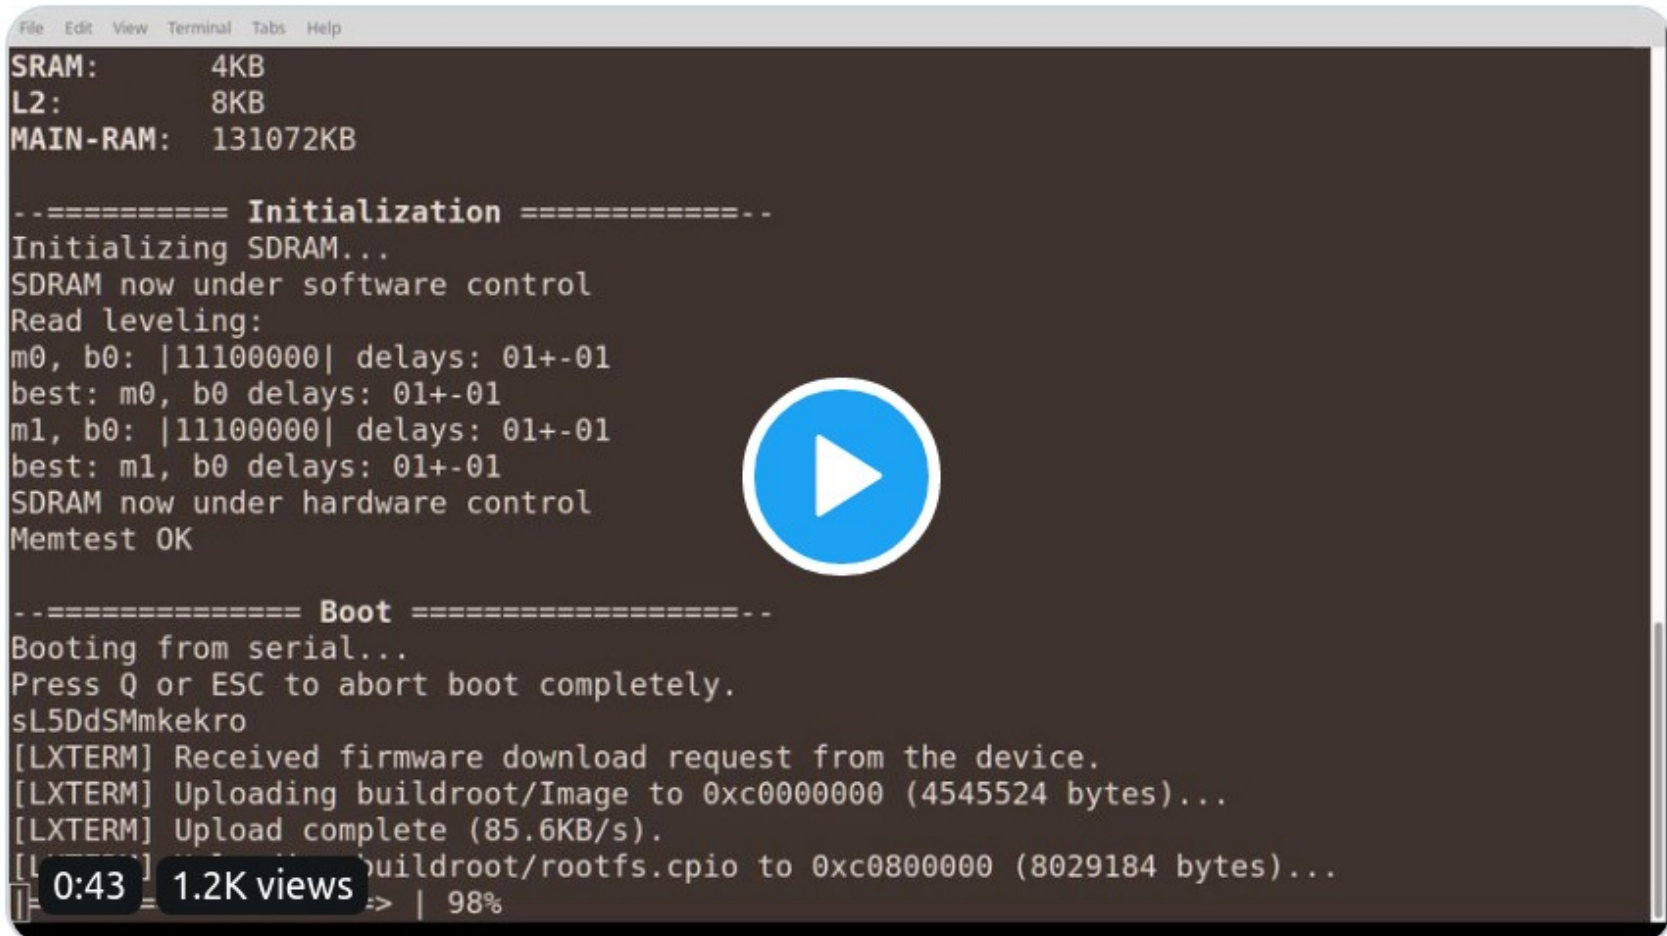 File Edit View Terminal Tabs Help
SRAM: 4KB
L2: 8KB
MAIN-RAM: 131072KB
--========== Initialization ============--
Initializing SDRAM...
SDRAM now under software control
Read leveling:
m0, b0: |11100000| delays: 01+-01
best: m0, b0 delays: 01+-01
m1, b0: |11100000| delays: 01+-01
best: m1, b0 delays: 01+-01
SDRAM now under hardware control
Memtest OK
--============== Boot ==================--
Booting from serial...
Press Q or ESC to abort boot completely.
sL5DdSMmkekro
[LXTERM] Received firmware download request from the device.
[LXTERM] Uploading buildroot/Image to 0xc0000000 (4545524 bytes)...
[LXTERM] Upload complete (85.6KB/s).
buildroot/rootfs.cpio to 0xc0800000 (8029184 bytes)...
0:43 1.2K views
=> | 98%